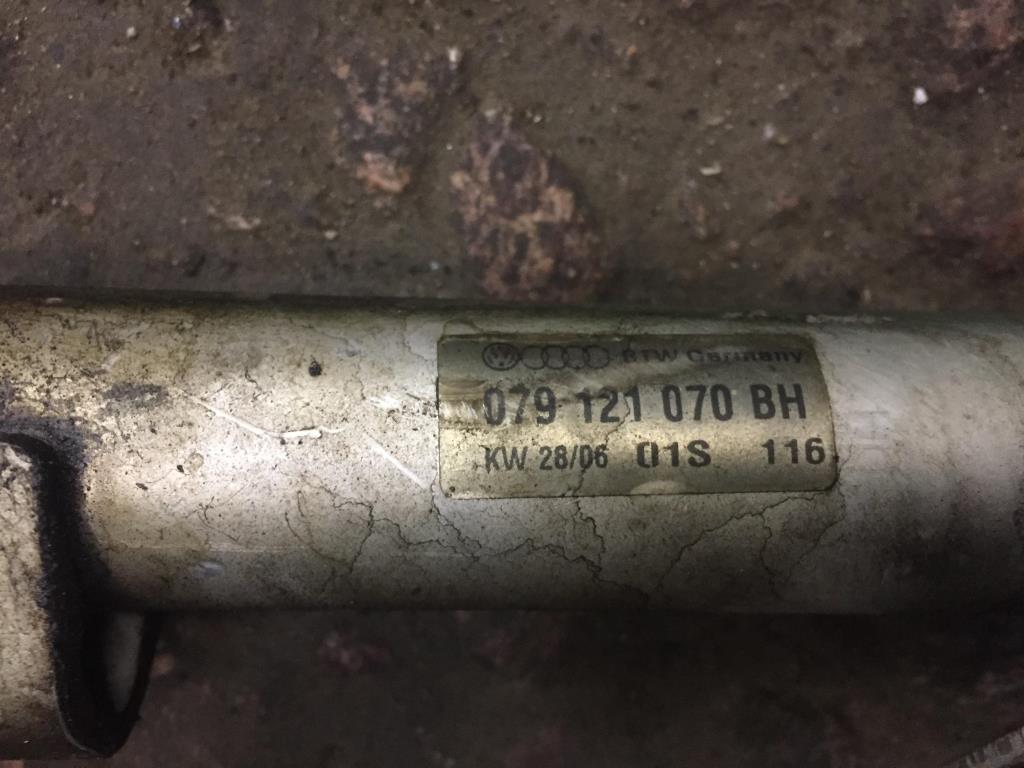 BTW Germany
079 121 070 BH
KW 28/06 01S 116